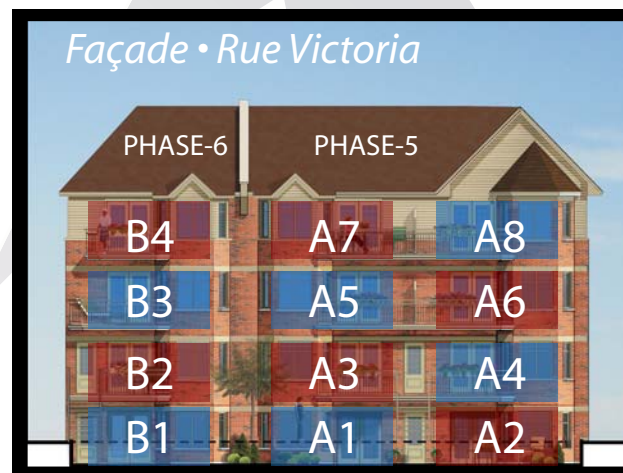 Façade • Rue Victoria
PHASE-6 PHASE-5
B4 A7 A8
B3 A5 A6
B2 A3 A4
B1 A1 A2